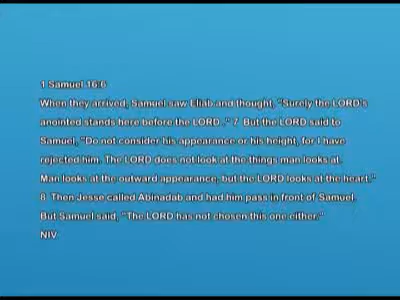 1 Samuel 16:6
When they arrived, Samuel saw Eliab and thought, "Surely the LORD's
anointed stands here before the LORD. " 7  But the LORD said to
Samuel, "Do not consider his appearance or his height, for I have
rejected him. The LORD does not look at the things man looks at.
Man looks at the outward appearance, but the LORD looks at the heart."
8  Then Jesse called Abinadab and had him pass in front of Samuel.
But Samuel said, "The LORD has not chosen this one either."
NIV